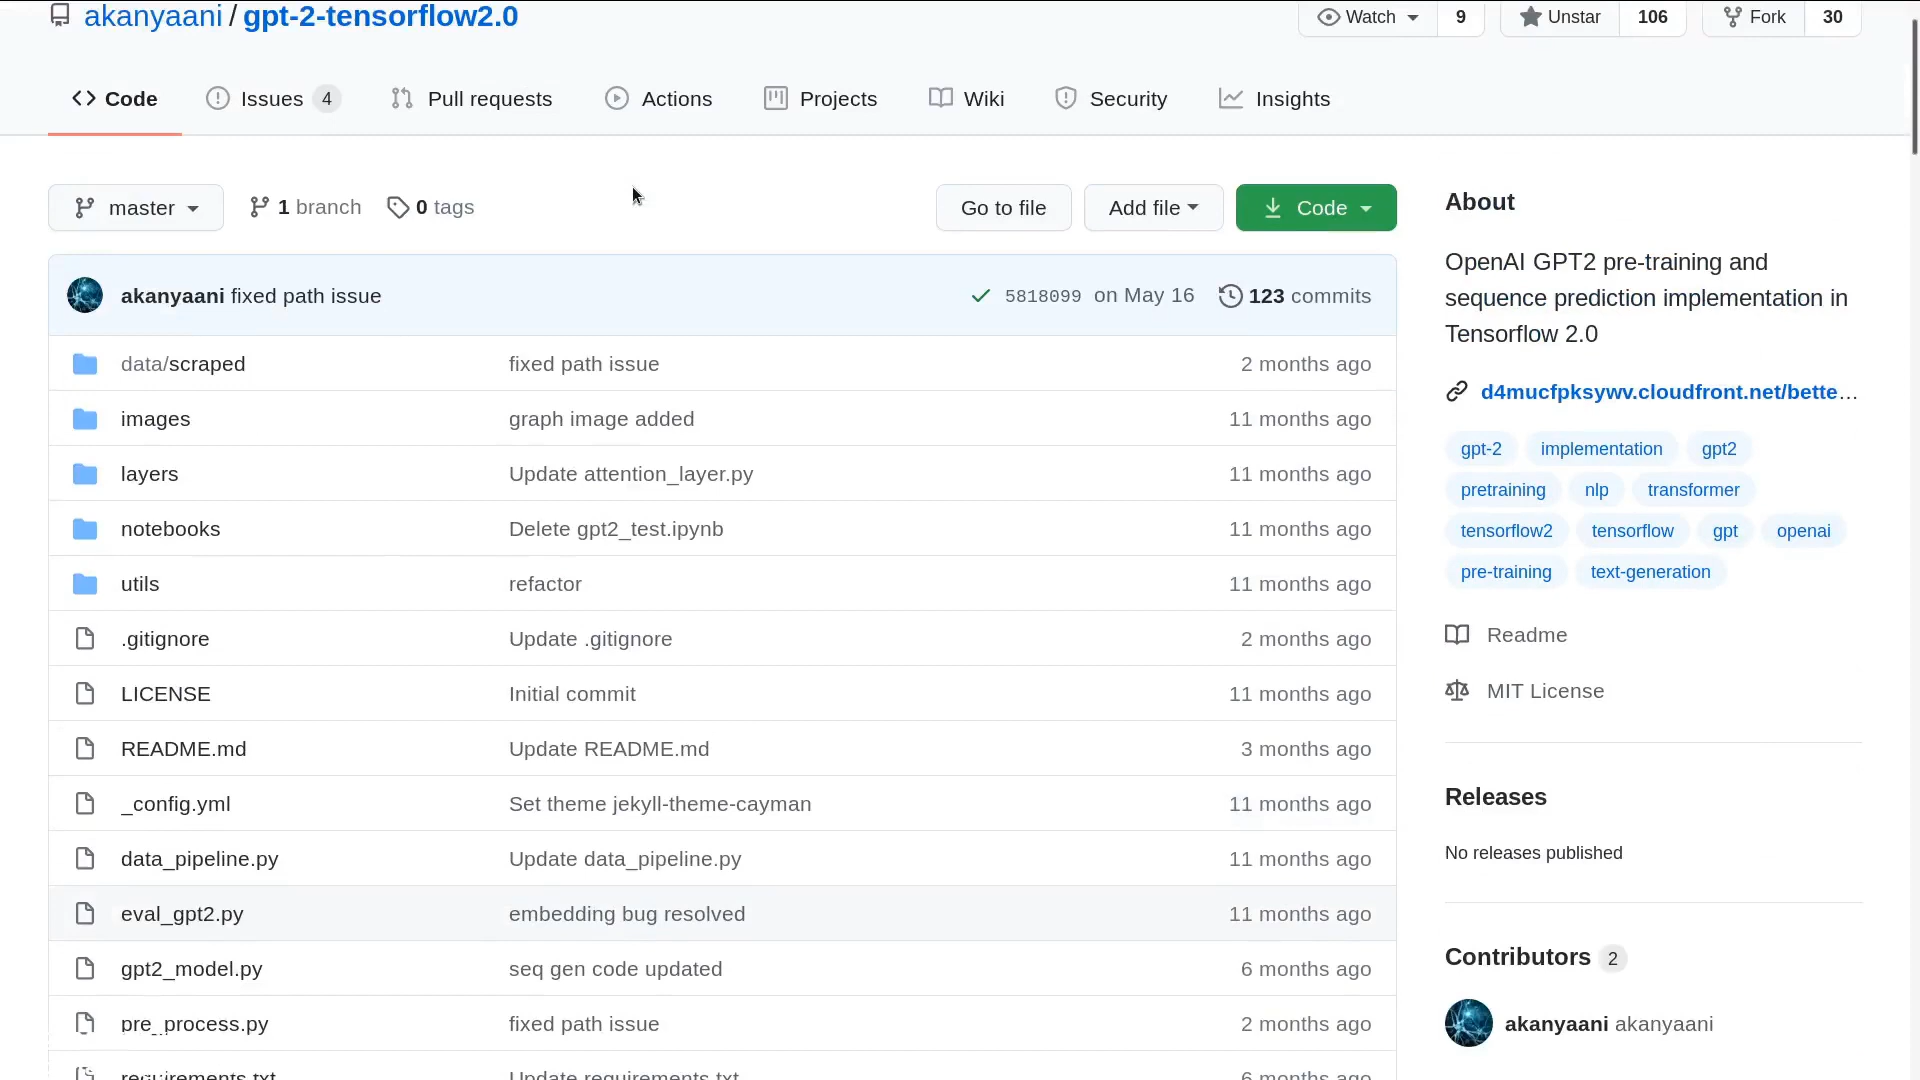 akanyaani / gpt-2-tensorflow2.0
Watch 9 Unstar 106 Fork 30
Code Issues 4 Pull requests Actions Projects Wiki Security Insights
master 1 branch 0 tags Go to file Add file Code
akanyaani fixed path issue 5818099 on May 16 123 commits
data/scraped fixed path issue 2 months ago
images graph image added 11 months ago
layers Update attention_layer.py 11 months ago
notebooks Delete gpt2_test.ipynb 11 months ago
utils refactor 11 months ago
.gitignore Update .gitignore 2 months ago
LICENSE Initial commit 11 months ago
README.md Update README.md 3 months ago
_config.yml Set theme jekyll-theme-cayman 11 months ago
data_pipeline.py Update data_pipeline.py 11 months ago
eval_gpt2.py embedding bug resolved 11 months ago
gpt2_model.py seq gen code updated 6 months ago
pre_process.py fixed path issue 2 months ago
requirements.txt Update requirements.txt 6 months ago
About
OpenAI GPT2 pre-training and
sequence prediction implementation in
Tensorflow 2.0
d4mucfpksywv.cloudfront.net/bette...
gpt-2 implementation gpt2
pretraining nlp transformer
tensorflow2 tensorflow gpt openai
pre-training text-generation
Readme
MIT License
Releases
No releases published
Contributors 2
akanyaani akanyaani